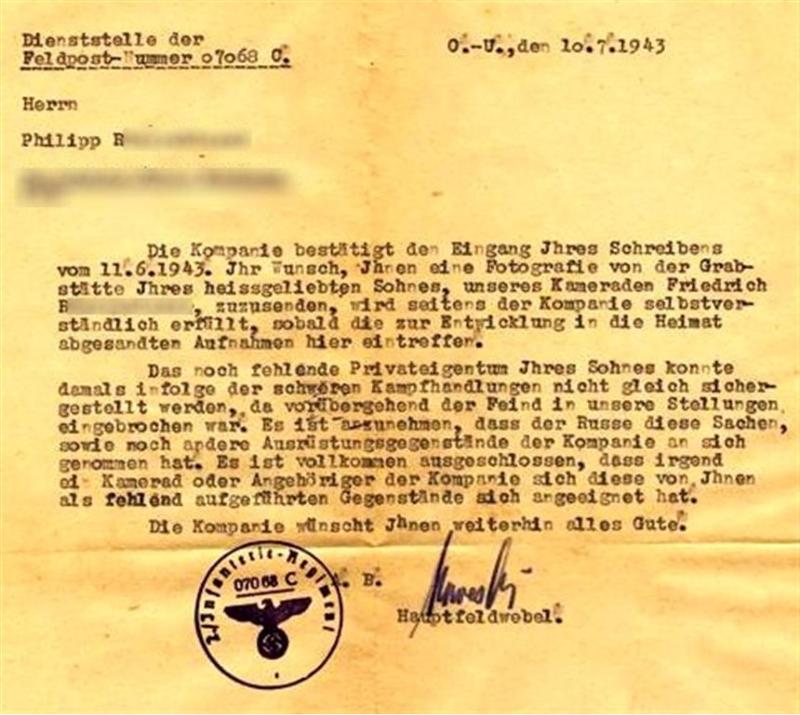 Dienststelle der
Feldpost-Nummer 07068 C.
O.-U.,den 10.7.1943
Herrn
Philipp R
Die Kompanie bestätigt den Eingang Jhres Schreibens
vom 11.6.1943. Jhr Wunsch, Jhnen eine Fotografie von der Grab-
stätte Jhres heissgeliebten Sohnes, unseres Kameraden Friedrich
R , zuzusenden, wird seitens der Kompanie selbstver-
ständlich erfüllt, sobald die zur Entwicklung in die Heimat
abgesandten Aufnahmen hier eintreffen.
Das noch fehlende Privateigentum Jhres Sohnes konnte
damals infolge der schweren Kampfhandlungen nicht gleich sicher-
gestellt werden, da vorübergehend der Feind in unsere Stellungen
eingebrochen war. Es ist anzunehmen, dass der Russe diese Sachen,
sowie noch andere Ausrüstungsgegenstände der Kompanie an sich
genommen hat. Es ist vollkommen ausgeschlossen, dass irgend
ein Kamerad oder Angehöriger der Kompanie sich diese von Jhnen
als fehlend aufgeführten Gegenstände sich angeeignet hat.
Die Kompanie wünscht Jhnen weiterhin alles Gute.
2/Infanterie-Regiment
07068 C
A. B.
Hauptfeldwebel.